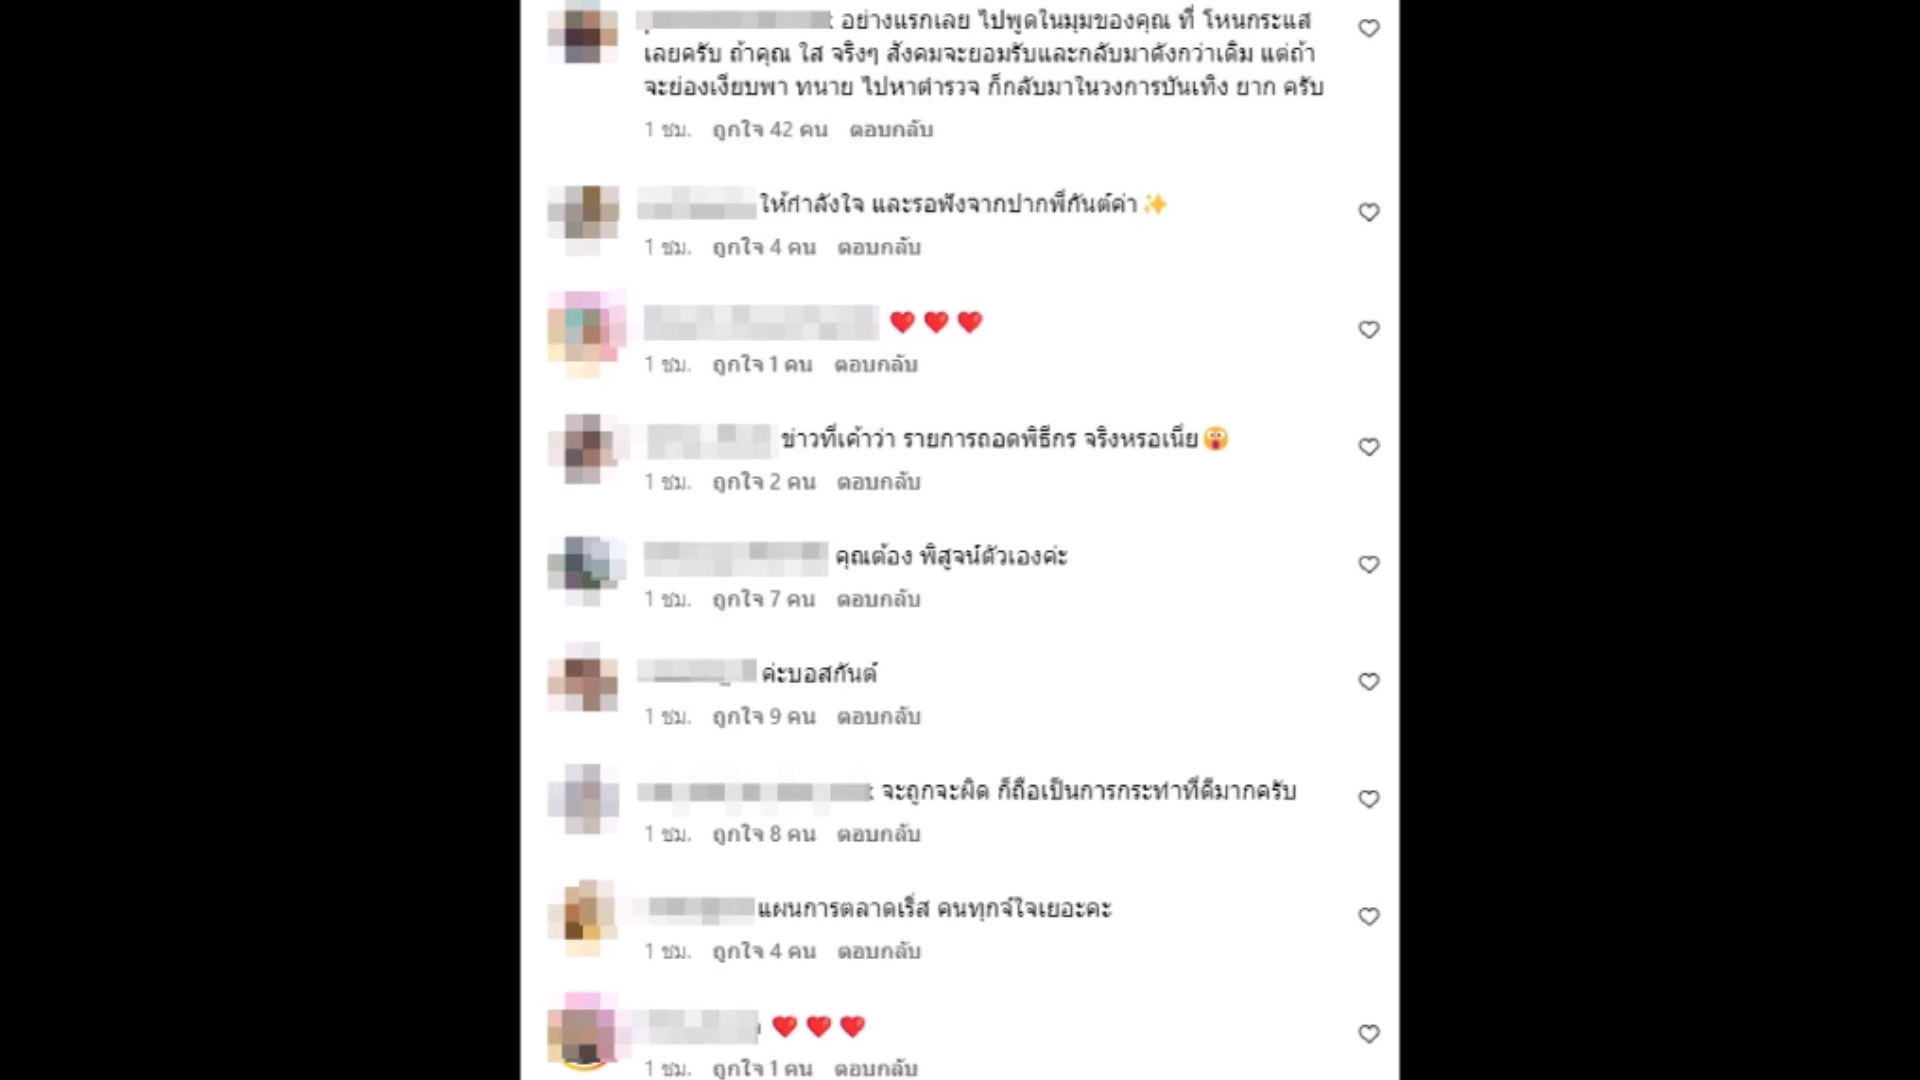 : อย่างแรกเลย ไปพูดในมุมของคุณ ที่ โหนกระแส
เลยครับ ถ้าคุณ ใส จริงๆ สังคมจะยอมรับและกลับมาดังกว่าเดิม แต่ถ้า
จะย่องเงียบพา ทนาย ไปหาตำรวจ ก็กลับมาในวงการบันเทิง ยาก ครับ
1 ชม. ถูกใจ 42 คน ตอบกลับ
ให้กำลังใจ และรอฟังจากปากพี่กันต์ค่า✨
1 ชม. ถูกใจ 4 คน ตอบกลับ
❤️❤️❤️
1 ชม. ถูกใจ 1 คน ตอบกลับ
ข่าวที่เค้าว่า รายการถอดพิธีกร จริงหรอเนี่ย😱
1 ชม. ถูกใจ 2 คน ตอบกลับ
คุณต้อง พิสูจน์ตัวเองค่ะ
1 ชม. ถูกใจ 7 คน ตอบกลับ
ค่ะบอสกันต์
1 ชม. ถูกใจ 9 คน ตอบกลับ
: จะถูกจะผิด ก็ถือเป็นการกระทำที่ดีมากครับ
1 ชม. ถูกใจ 8 คน ตอบกลับ
แผนการตลาดเริ่ส คนทุกจ์ใจเยอะคะ
1 ชม. ถูกใจ 4 คน ตอบกลับ
❤️❤️❤️
1 ชม. ถูกใจ 1 คน ตอบกลับ